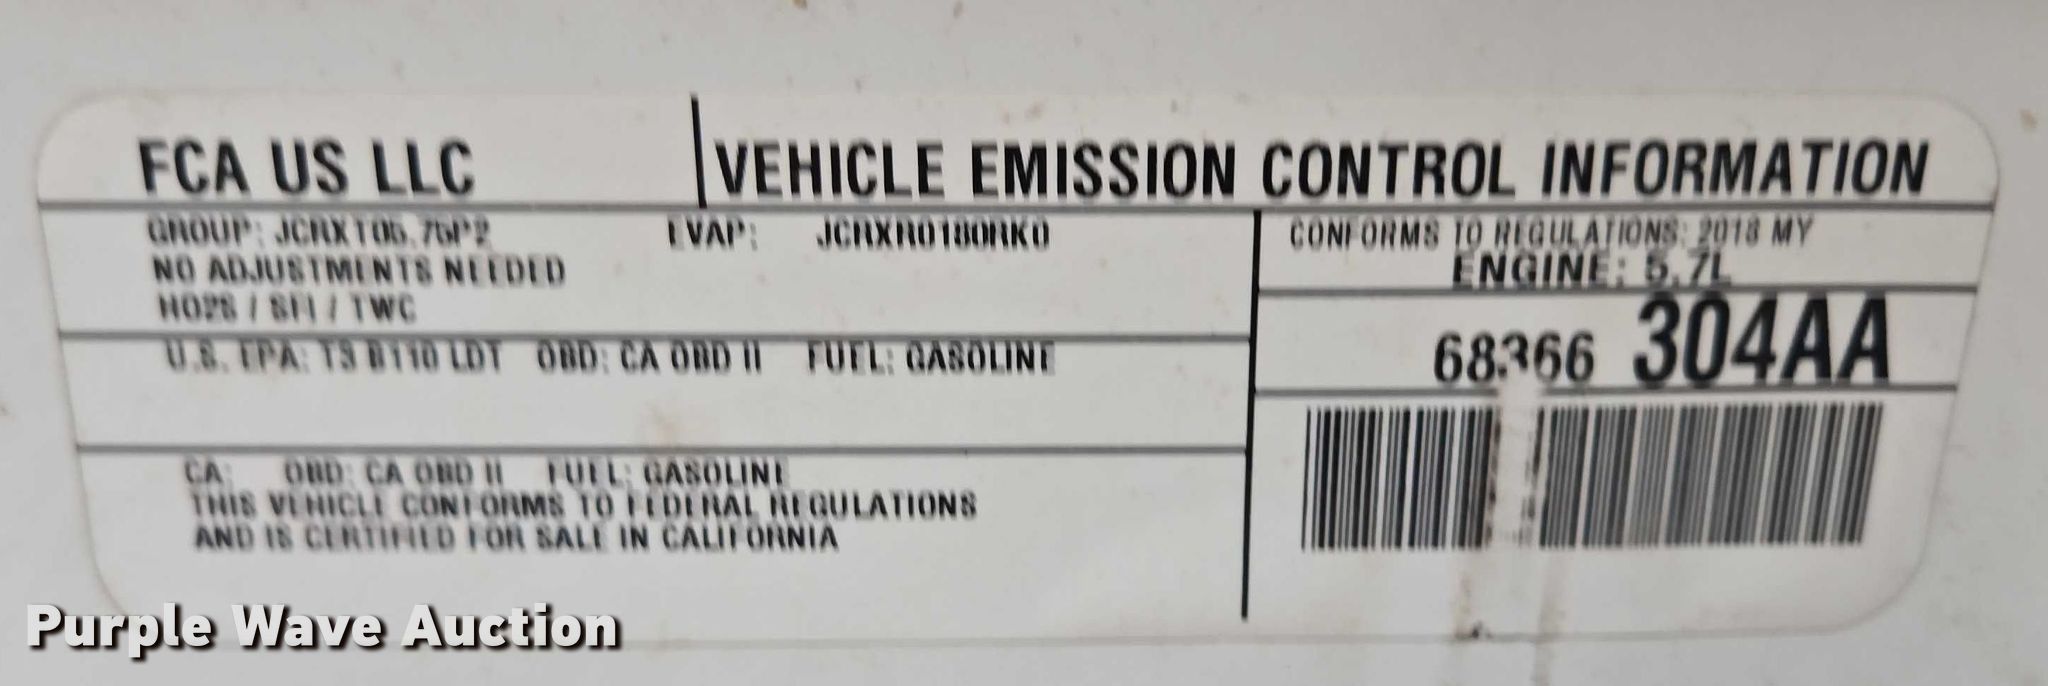 FCA US LLC
VEHICLE EMISSION CONTROL INFORMATION
GROUP: JCRXT05.75P2 EVAP: JCRXR0180RK0
NO ADJUSTMENTS NEEDED
HO2S / SFI / TWC
CONFORMS TO REGULATIONS: 2018 MY
ENGINE: 5.7L
68366 304AA
U.S. EPA: T3 B110 LDT OBD: CA OBD II FUEL: GASOLINE
CA: OBD: CA OBD II FUEL: GASOLINE
THIS VEHICLE CONFORMS TO FEDERAL REGULATIONS
AND IS CERTIFIED FOR SALE IN CALIFORNIA
Purple Wave Auction